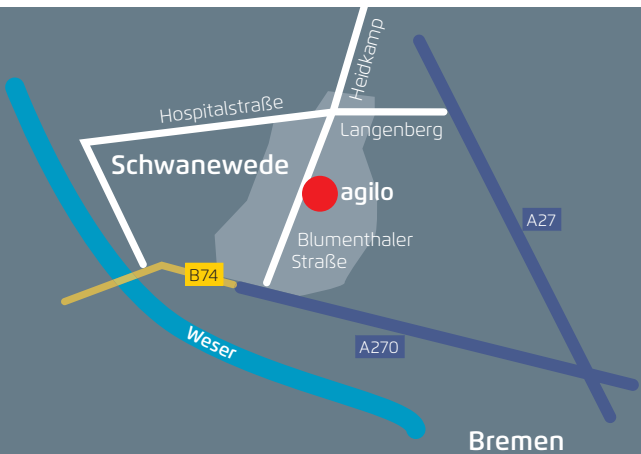 Heidkamp
Hospitalstraße
Langenberg
Schwanewede
agilo
A27
Blumenthaler
Straße
B74
Weser
A270
Bremen